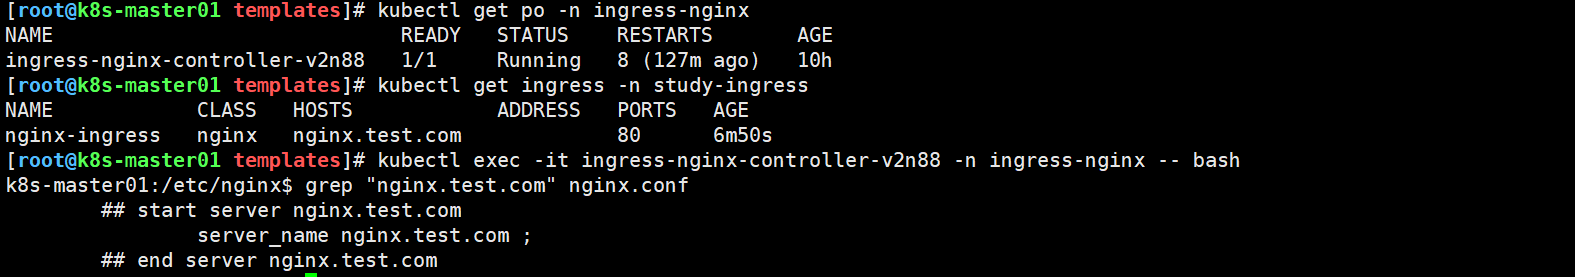 [root@k8s-master01 templates]# kubectl get po -n ingress-nginx
NAME                             READY   STATUS    RESTARTS       AGE
ingress-nginx-controller-v2n88   1/1     Running   8 (127m ago)   10h
[root@k8s-master01 templates]# kubectl get ingress -n study-ingress
NAME            CLASS   HOSTS            ADDRESS   PORTS   AGE
nginx-ingress   nginx   nginx.test.com             80      6m50s
[root@k8s-master01 templates]# kubectl exec -it ingress-nginx-controller-v2n88 -n ingress-nginx -- bash
k8s-master01:/etc/nginx$ grep "nginx.test.com" nginx.conf
        ## start server nginx.test.com
                server_name nginx.test.com ;
        ## end server nginx.test.com